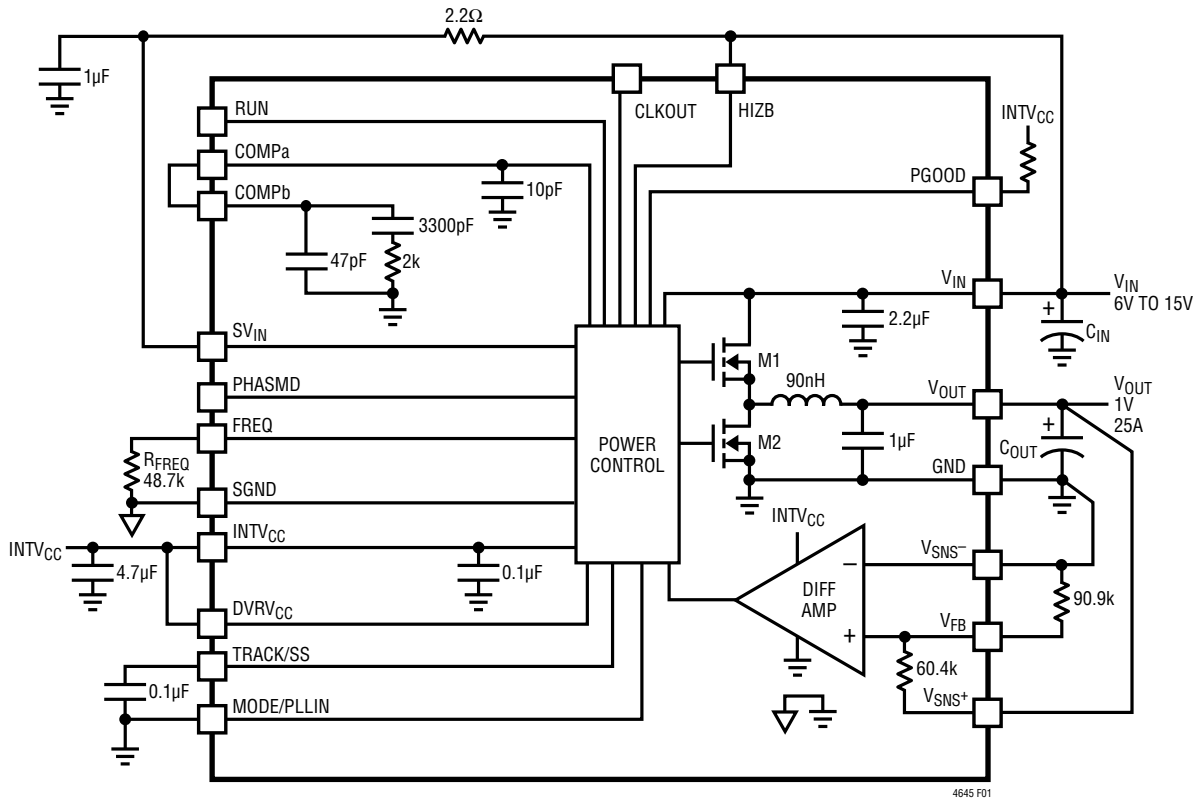 2.2Ω
1µF
CLKOUT
HIZB
RUN
INTVCC
COMPa
PGOOD
10pF
COMPb
3300pF
47pF
2k
VIN
VIN
6V TO 15V
2.2µF
CIN
SVIN
M1
PHASMD
90nH
VOUT
VOUT
1V
25A
FREQ
POWER
CONTROL
M2
1µF
COUT
RFREQ
48.7k
GND
SGND
INTVCC
INTVCC
INTVCC
VSNS–
4.7µF
0.1µF
–
DIFF
AMP
90.9k
DVRVCC
VFB
+
TRACK/SS
60.4k
0.1µF
VSNS+
MODE/PLLIN
+
+
4645 F01